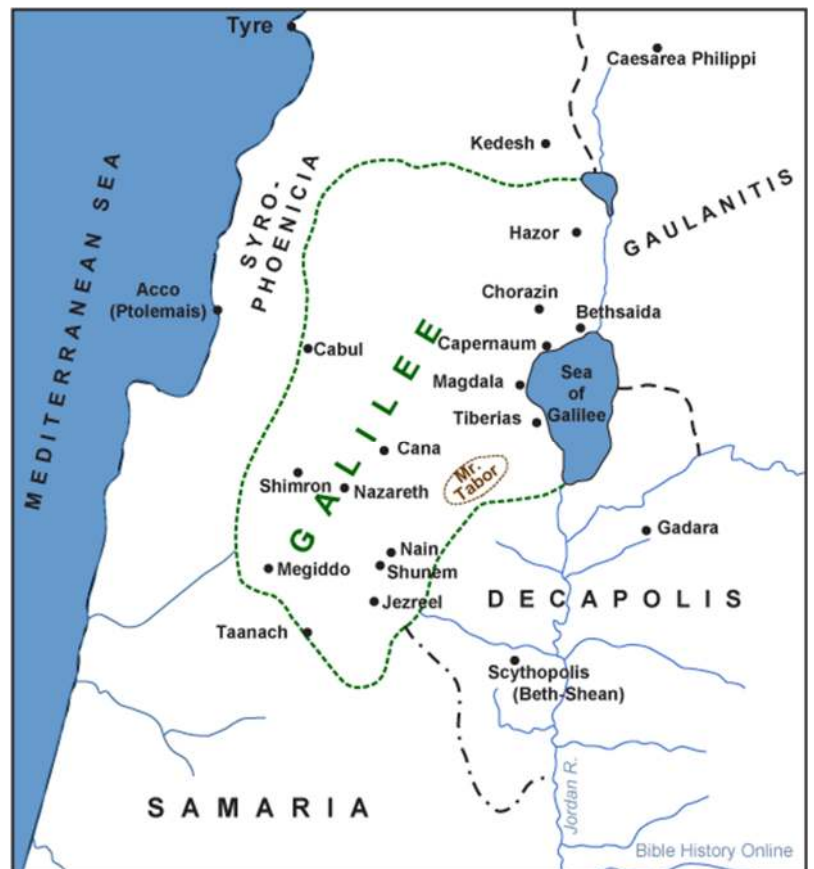 Tyre
Caesarea Philippi
Kedesh
SYRO-
PHOENICIA
GAULANITIS
MEDITERRANEAN SEA
Hazor
Acco
(Ptolemais)
Chorazin
Bethsaida
Cabul
Capernaum
GALILEE
Magdala
Sea
of
Galilee
Tiberias
Cana
Mr.
Tabor
Shimron
Nazareth
Gadara
Nain
Megiddo
Shunem
DECAPOLIS
Jezreel
Taanach
Scythopolis
(Beth-Shean)
Jordan R.
SAMARIA
Bible History Online